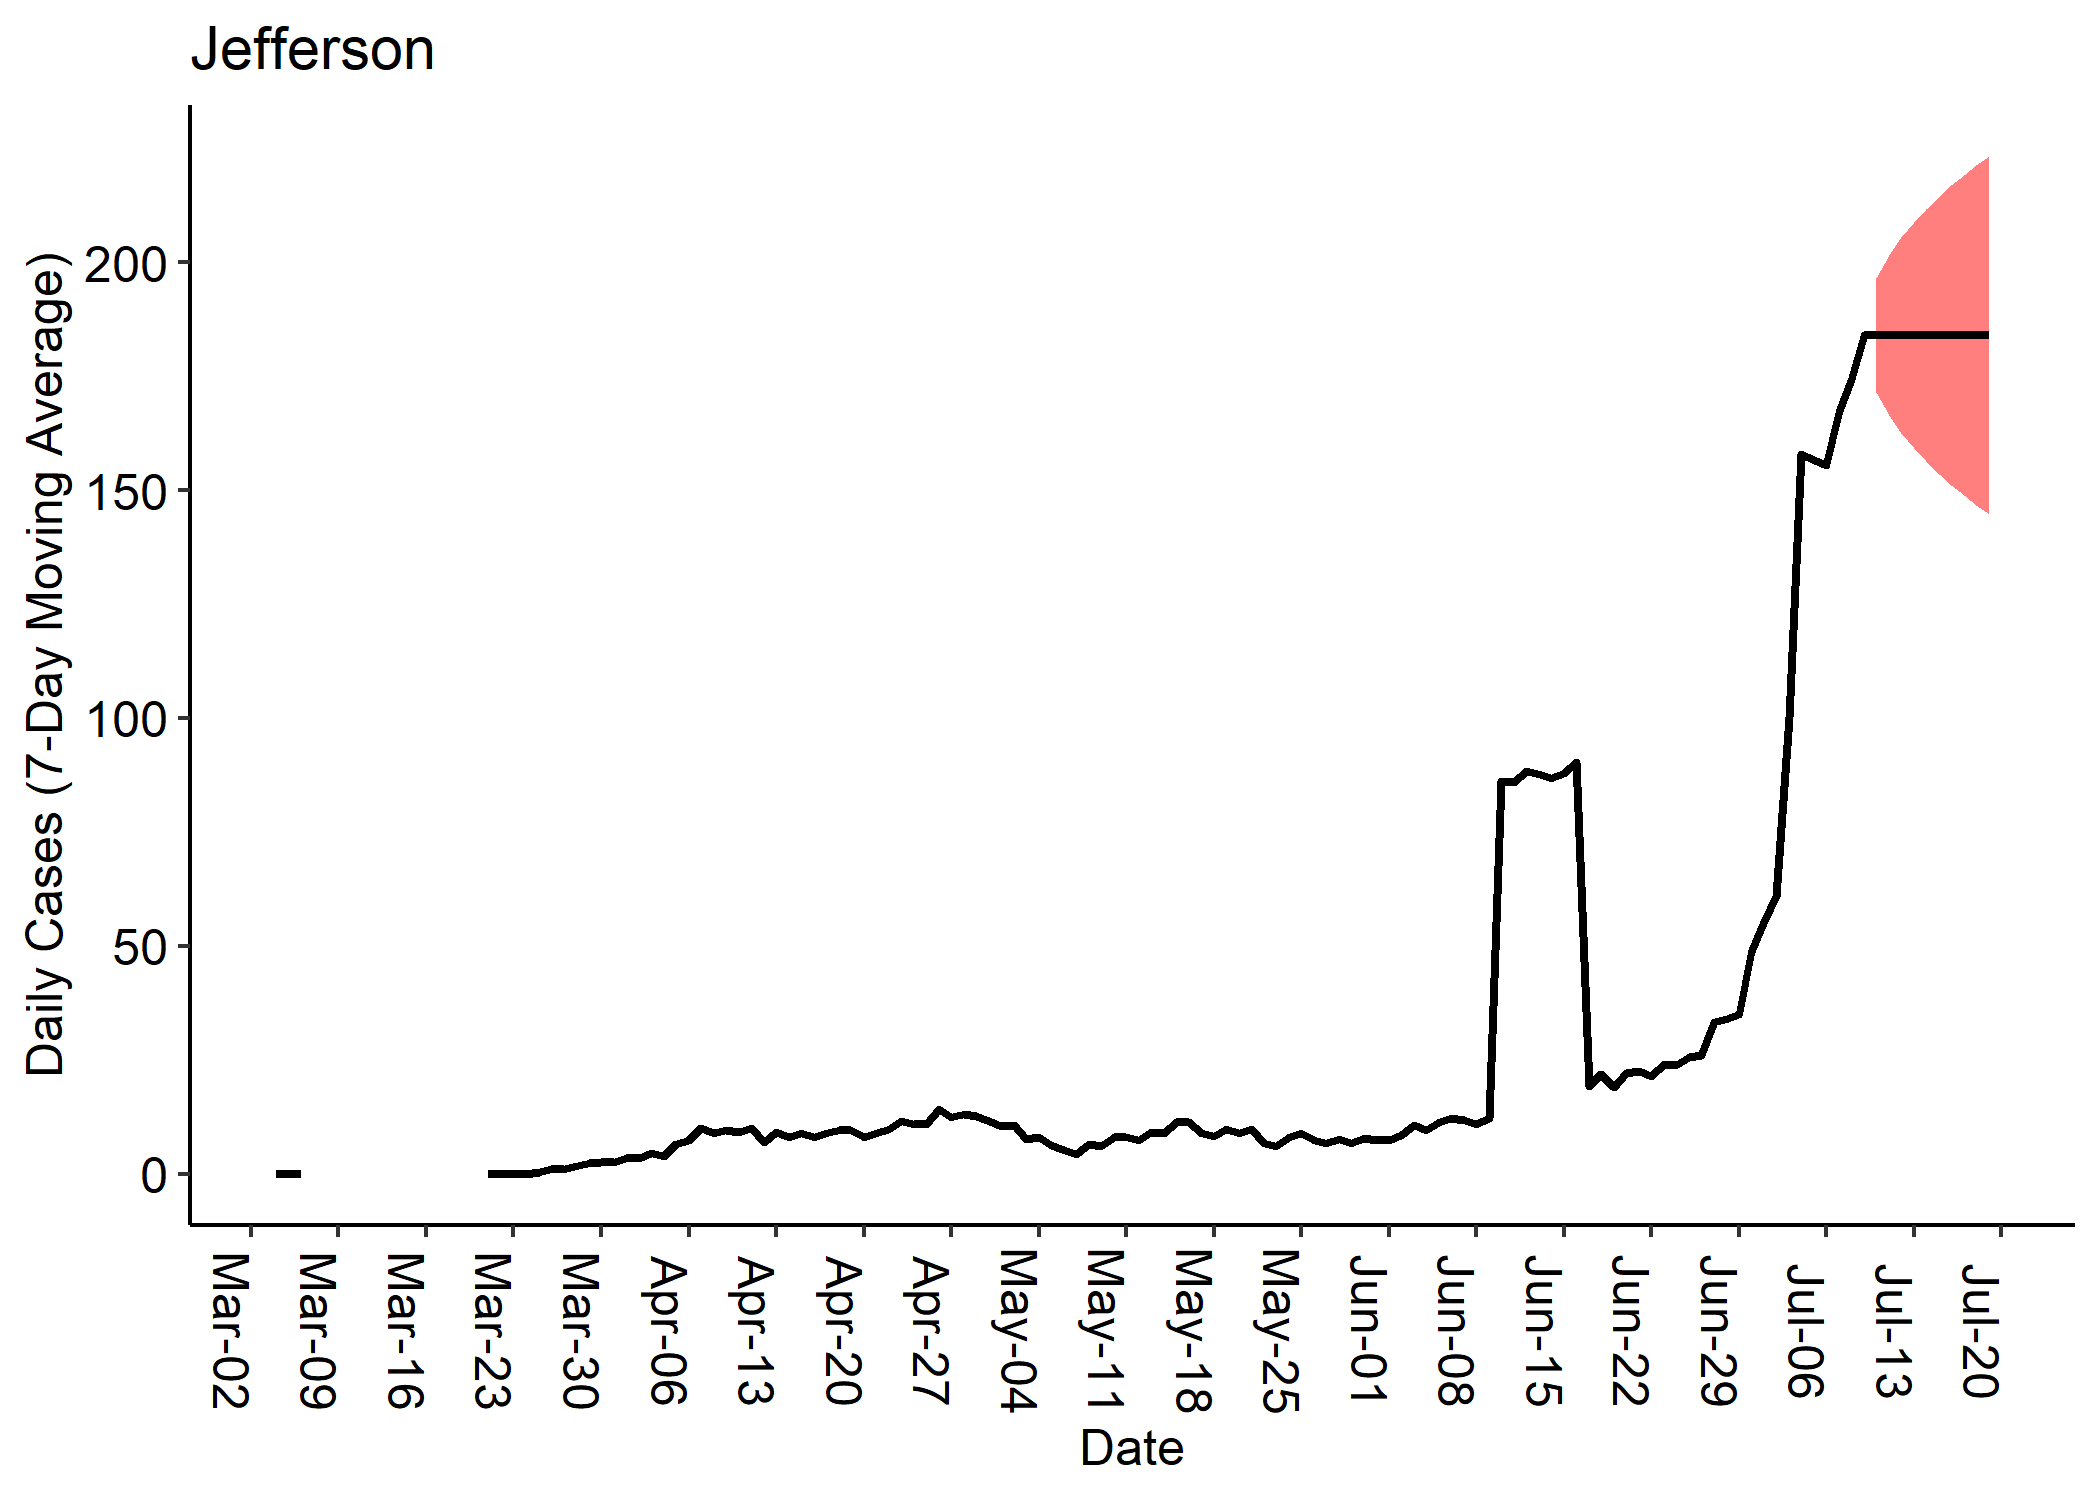 Jefferson
Daily Cases (7-Day Moving Average)
200
150
100
50
0
Mar-02
Mar-09
Mar-16
Mar-23
Mar-30
Apr-06
Apr-13
Apr-20
Apr-27
May-04
May-11
May-18
May-25
Jun-01
Jun-08
Jun-15
Jun-22
Jun-29
Jul-06
Jul-13
Jul-20
Date